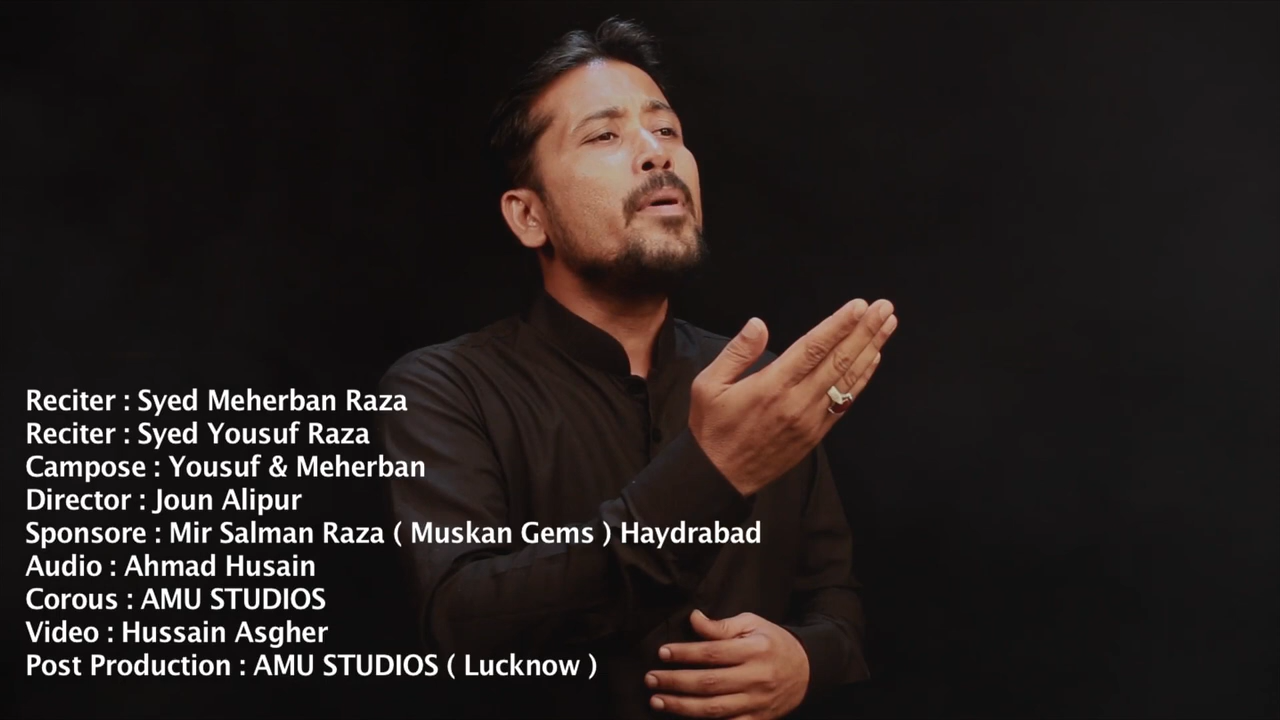 Reciter : Syed Meherban Raza
Reciter : Syed Yousuf Raza
Campose : Yousuf & Meherban
Director : Joun Alipur
Sponsore : Mir Salman Raza ( Muskan Gems ) Haydrabad
Audio : Ahmad Husain
Corous : AMU STUDIOS
Video : Hussain Asgher
Post Production : AMU STUDIOS ( Lucknow )